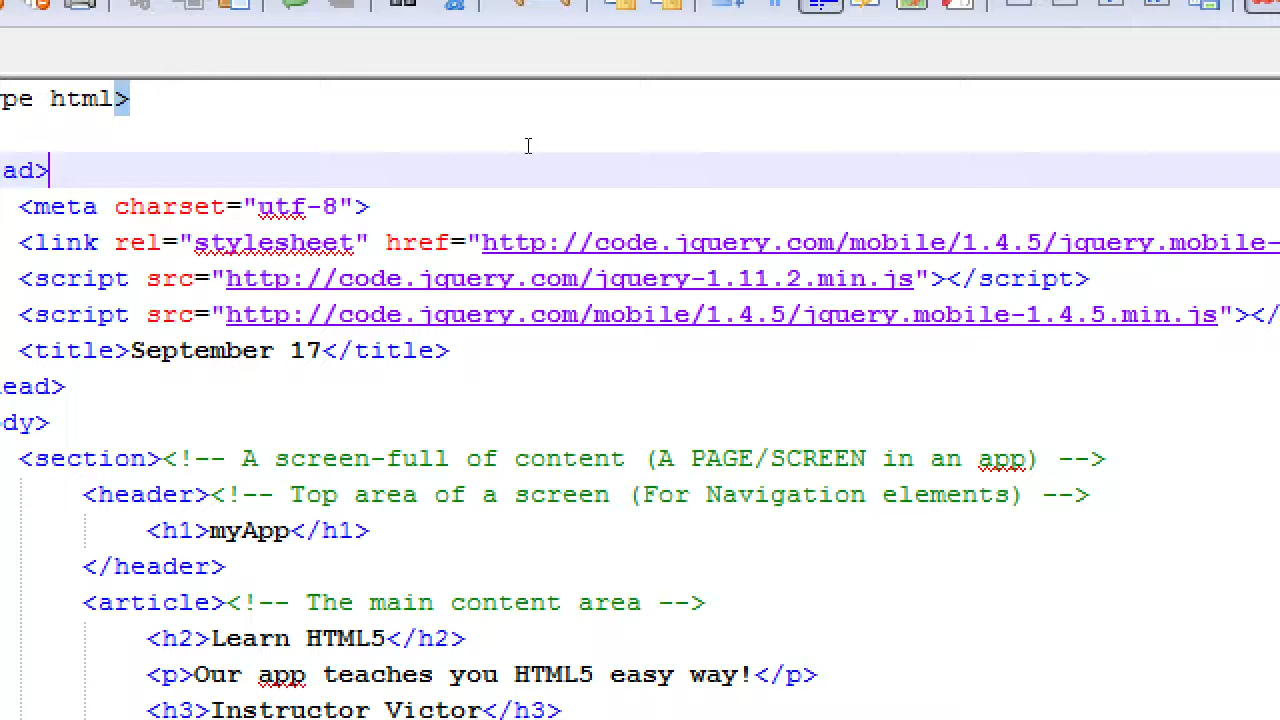 ype html>
ad>
<meta charset="utf-8">
<link rel="stylesheet" href="http://code.jquery.com/mobile/1.4.5/jquery.mobile-
<script src="http://code.jquery.com/jquery-1.11.2.min.js"></script>
<script src="http://code.jquery.com/mobile/1.4.5/jquery.mobile-1.4.5.min.js"></
<title>September 17</title>
ead>
dy>
<section><!-- A screen-full of content (A PAGE/SCREEN in an app) -->
<header><!-- Top area of a screen (For Navigation elements) -->
<h1>myApp</h1>
</header>
<article><!-- The main content area -->
<h2>Learn HTML5</h2>
<p>Our app teaches you HTML5 easy way!</p>
<h3>Instructor Victor</h3>